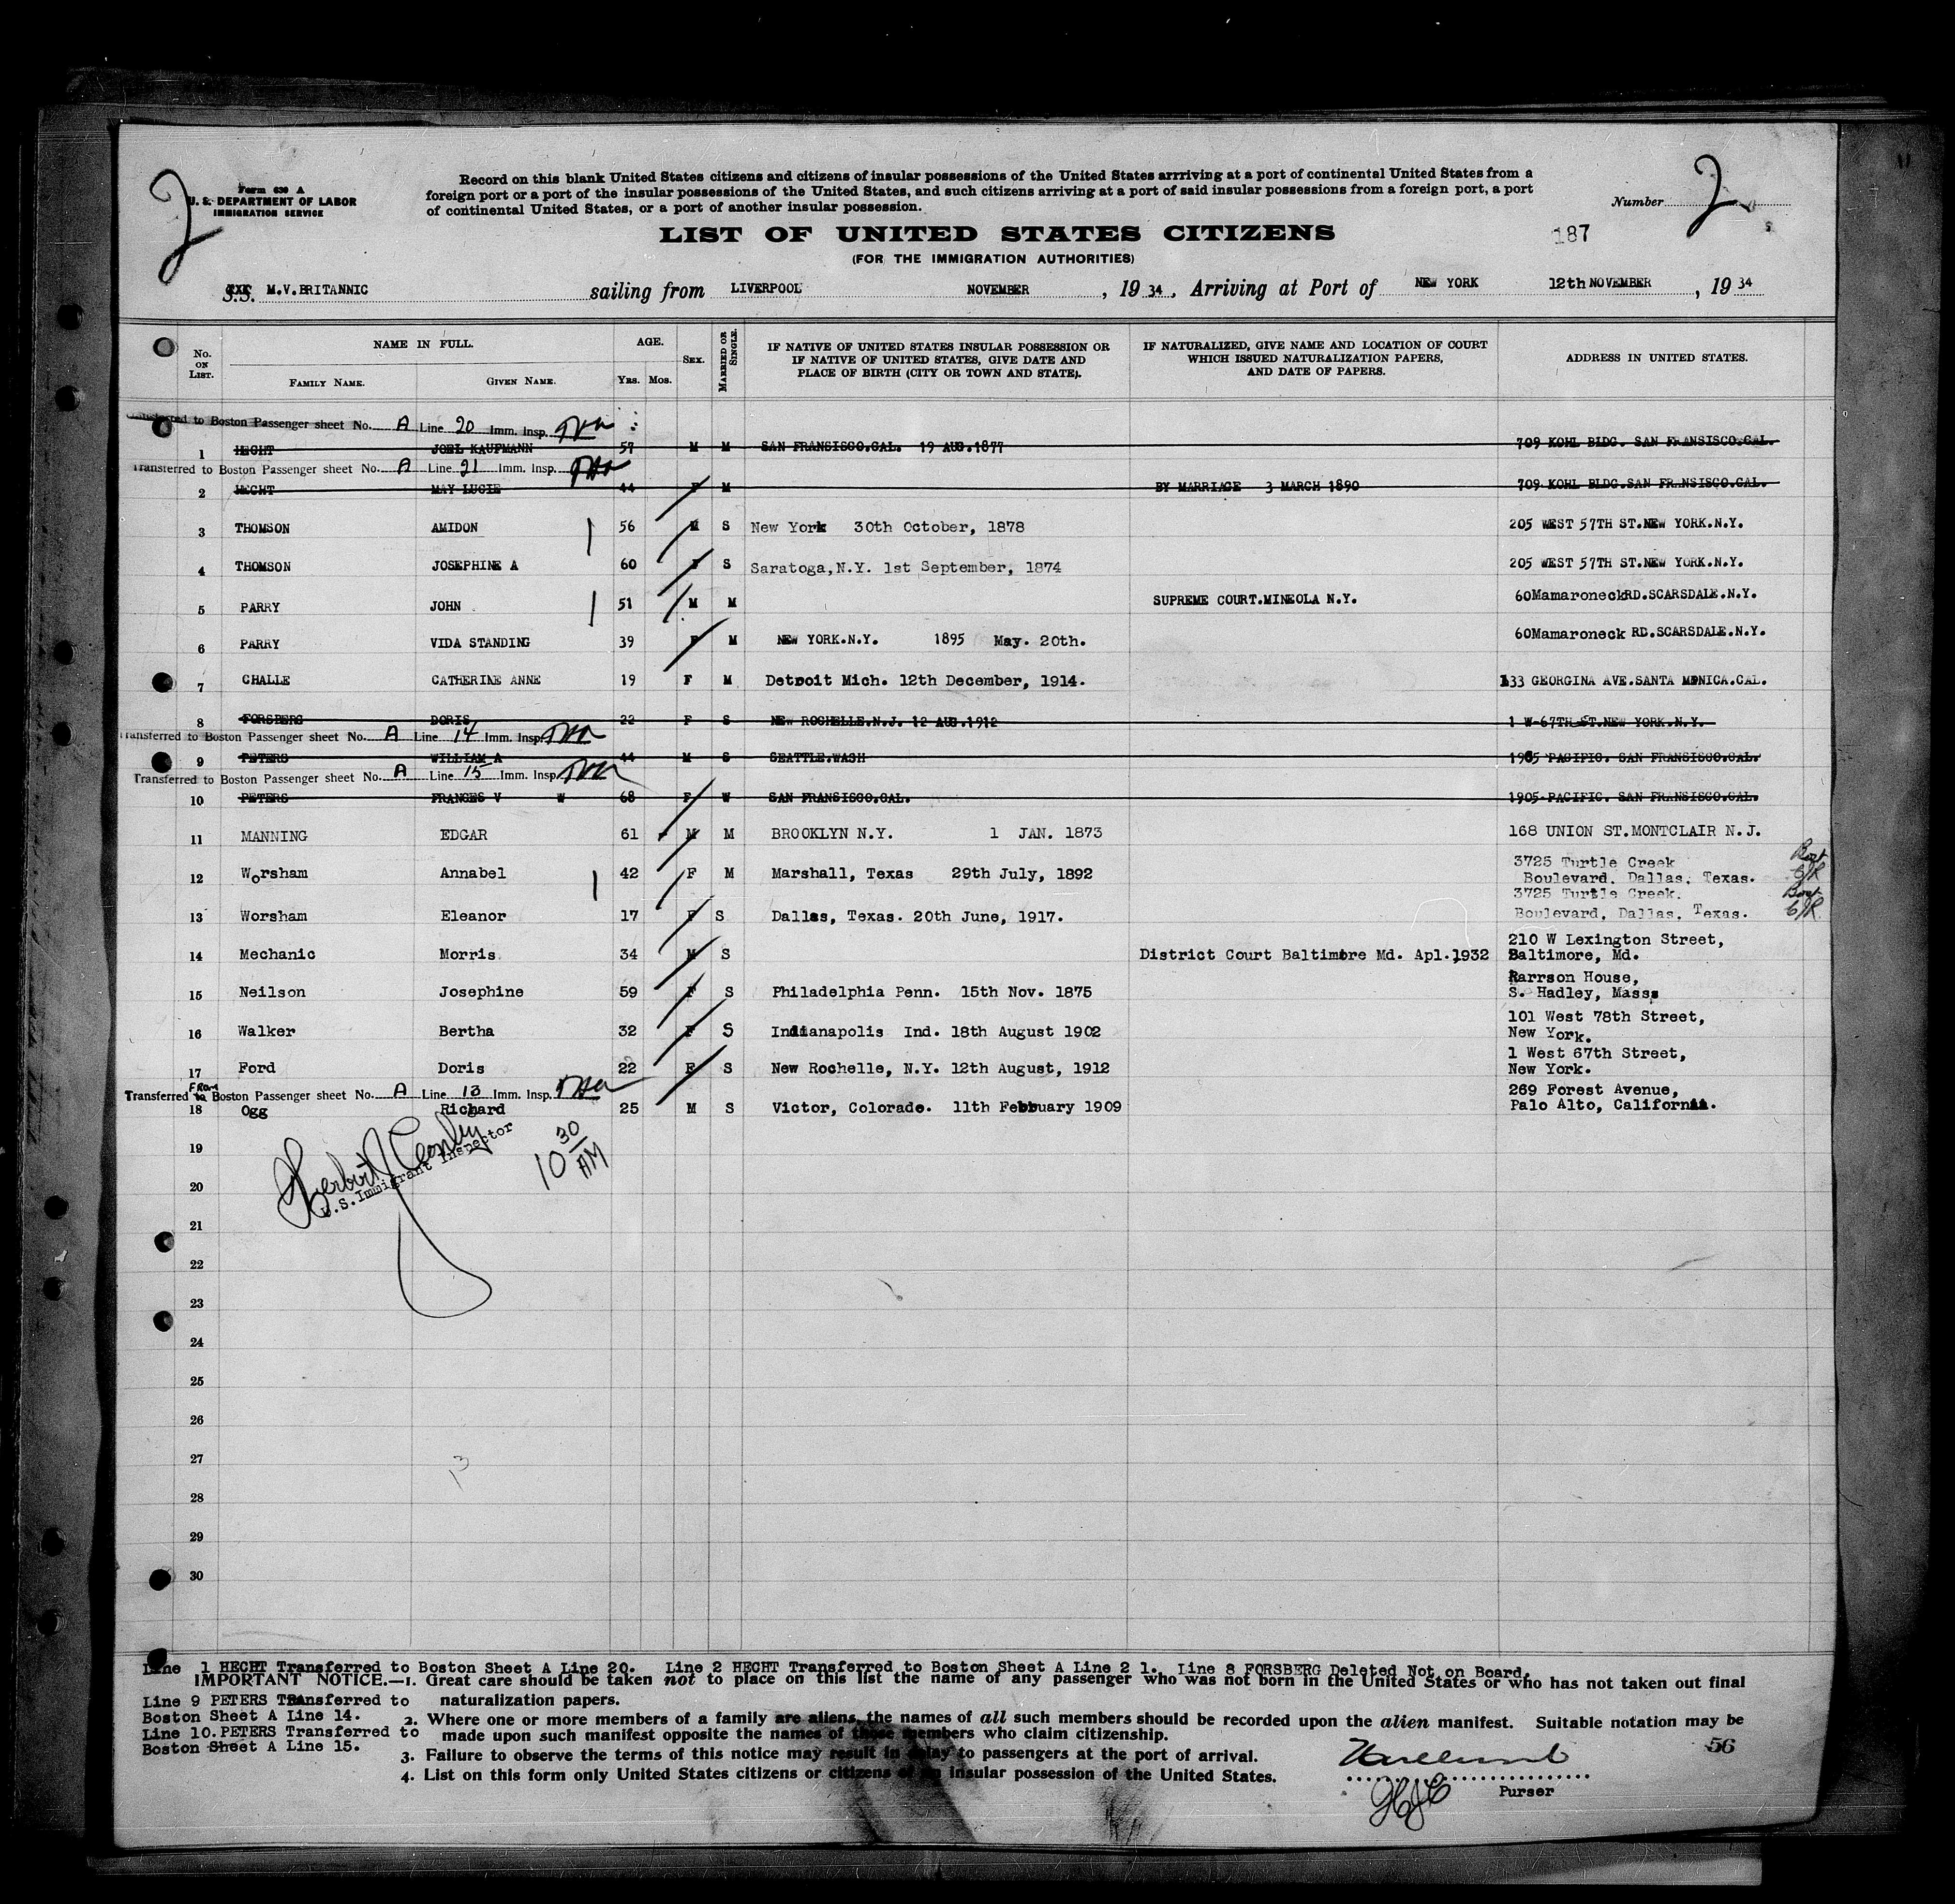 2
Form 630 A
U. S. DEPARTMENT OF LABOR
IMMIGRATION SERVICE
Record on this blank United States citizens and citizens of insular possessions of the United States arrriving at a port of continental United States from a
foreign port or a port of the insular possessions of the United States, and such citizens arriving at a port of said insular possessions from a foreign port, a port
of continental United States, or a port of another insular possession.
Number 2
LIST OF UNITED STATES CITIZENS
187
(FOR THE IMMIGRATION AUTHORITIES)
S.S. M.V.BRITANNIC sailing from LIVERPOOL NOVEMBER , 19 34 , Arriving at Port of NEW YORK 12th NOVEMBER , 19 34
No. ON LIST.
NAME IN FULL.
FAMILY NAME. GIVEN NAME.
AGE.
YRS. MOS.
SEX.
MARRIED OR SINGLE.
IF NATIVE OF UNITED STATES INSULAR POSSESSION OR
IF NATIVE OF UNITED STATES, GIVE DATE AND
PLACE OF BIRTH (CITY OR TOWN AND STATE).
IF NATURALIZED, GIVE NAME AND LOCATION OF COURT
WHICH ISSUED NATURALIZATION PAPERS,
AND DATE OF PAPERS.
ADDRESS IN UNITED STATES.
Transferred to Boston Passenger sheet No. A Line 20 Imm. Insp.
1 HECHT JOEL KAUFMANN 57 M M SAN FRANSISCO.CAL. 19 AUG.1877 709 KOHL BLDG. SAN FRANSISCO.CAL.
Transferred to Boston Passenger sheet No. A Line 21 Imm. Insp.
2 HECHT MAY LUCIE 44 F M BY MARRIAGE 3 MARCH 1890 709 KOHL BLDG.SAN FRANSISCO.CAL.
3 THOMSON AMIDON 56 M S New York 30th October, 1878 205 WEST 57TH ST.NEW YORK.N.Y.
4 THOMSON JOSEPHINE A 60 F S Saratoga,N.Y. 1st September, 1874 205 WEST 57TH ST.NEW YORK.N.Y.
5 PARRY JOHN 51 M M SUPREME COURT.MINEOLA N.Y. 60MamaroneckRD.SCARSDALE.N.Y.
6 PARRY VIDA STANDING 39 F M NEW YORK.N.Y. 1895 May. 20th. 60Mamaroneck RD.SCARSDALE.N.Y.
7 CHALLE CATHERINE ANNE 19 F M Detroit Mich. 12th December, 1914. 133 GEORGINA AVE.SANTA MONICA.CAL.
8 FORSBERG DORIS 22 F S NEW ROCHELLE.N.J. 12 AUG.1912 1 W-67TH ST.NEW YORK.N.Y.
Transferred to Boston Passenger sheet No. A Line 14 Imm. Insp.
9 PETERS WILLIAM A 44 M S SEATTLE.WASH 1905 PACIFIC. SAN FRANSISCO.CAL.
Transferred to Boston Passenger sheet No. A Line 15 Imm. Insp.
10 PETERS FRANCES V W 68 F W SAN FRANSISCO.CAL. 1905 PACIFIC. SAN FRANSISCO.CAL.
11 MANNING EDGAR 61 M M BROOKLYN N.Y. 1 JAN. 1873 168 UNION ST.MONTCLAIR N.J.
3725 Turtle Creek
12 Worsham Annabel 42 F M Marshall, Texas 29th July, 1892 Boulevard, Dallas, Texas.
3725 Turtle Creek.
13 Worsham Eleanor 17 F S Dallas, Texas. 20th June, 1917. Boulevard, Dallas, Texas.
210 W Lexington Street,
14 Mechanic Morris 34 M S District Court Baltimore Md. Apl.1932 Baltimore, Md.
Rarrson House,
15 Neilson Josephine 59 F S Philadelphia Penn. 15th Nov. 1875 S. Hadley, Masss
101 West 78th Street,
16 Walker Bertha 32 F S Indianapolis Ind. 18th August 1902 New York.
1 West 67th Street,
17 Ford Doris 22 F S New Rochelle, N.Y. 12th August, 1912 New York.
From
Transferred to Boston Passenger sheet No. A Line 13 Imm. Insp.
269 Forest Avenue,
18 Ogg Richard 25 M S Victor, Colorado. 11th February 1909 Palo Alto, California.
19
U.S.Immigrant Inspector
10 30 AM
20
21
22
23
24
25
26
27
28
29
30
Line 1 HECHT Transferred to Boston Sheet A Line 20. Line 2 HECHT Transferred to Boston Sheet A Line 2 1. Line 8 FORSBERG Deleted Not on Board.
IMPORTANT NOTICE.—1. Great care should be taken not to place on this list the name of any passenger who was not born in the United States or who has not taken out final
naturalization papers.
Line 9 PETERS Transferred to
Boston Sheet A Line 14.
Line 10.PETERS Transferred to
Boston Sheet A Line 15.
2. Where one or more members of a family are aliens, the names of all such members should be recorded upon the alien manifest. Suitable notation may be
made upon such manifest opposite the names of those members who claim citizenship.
3. Failure to observe the terms of this notice may result in delay to passengers at the port of arrival.
4. List on this form only United States citizens or citizens of an insular possession of the United States.
56
Purser